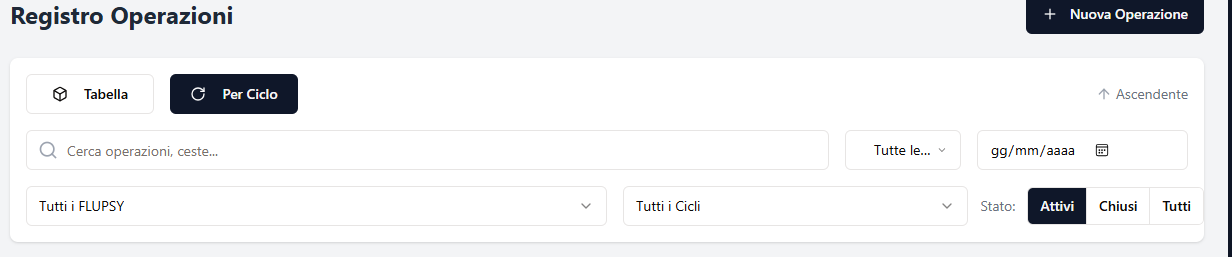 Registro Operazioni
Nuova Operazione
Tabella
Per Ciclo
Ascendente
Cerca operazioni, ceste...
Tutte le...
gg/mm/aaaa
Tutti i FLUPSY
Tutti i Cicli
Stato:
Attivi
Chiusi
Tutti